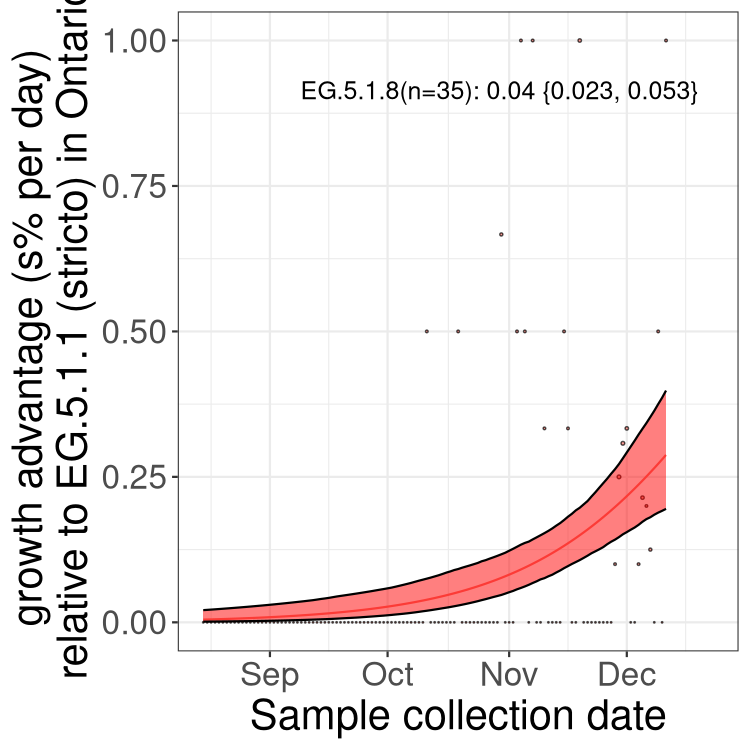 growth advantage (s% per day)
relative to EG.5.1.1 (stricto) in Ontario
1.00
0.75
0.50
0.25
0.00
EG.5.1.8(n=35): 0.04 {0.023, 0.053}
Sep Oct Nov Dec
Sample collection date